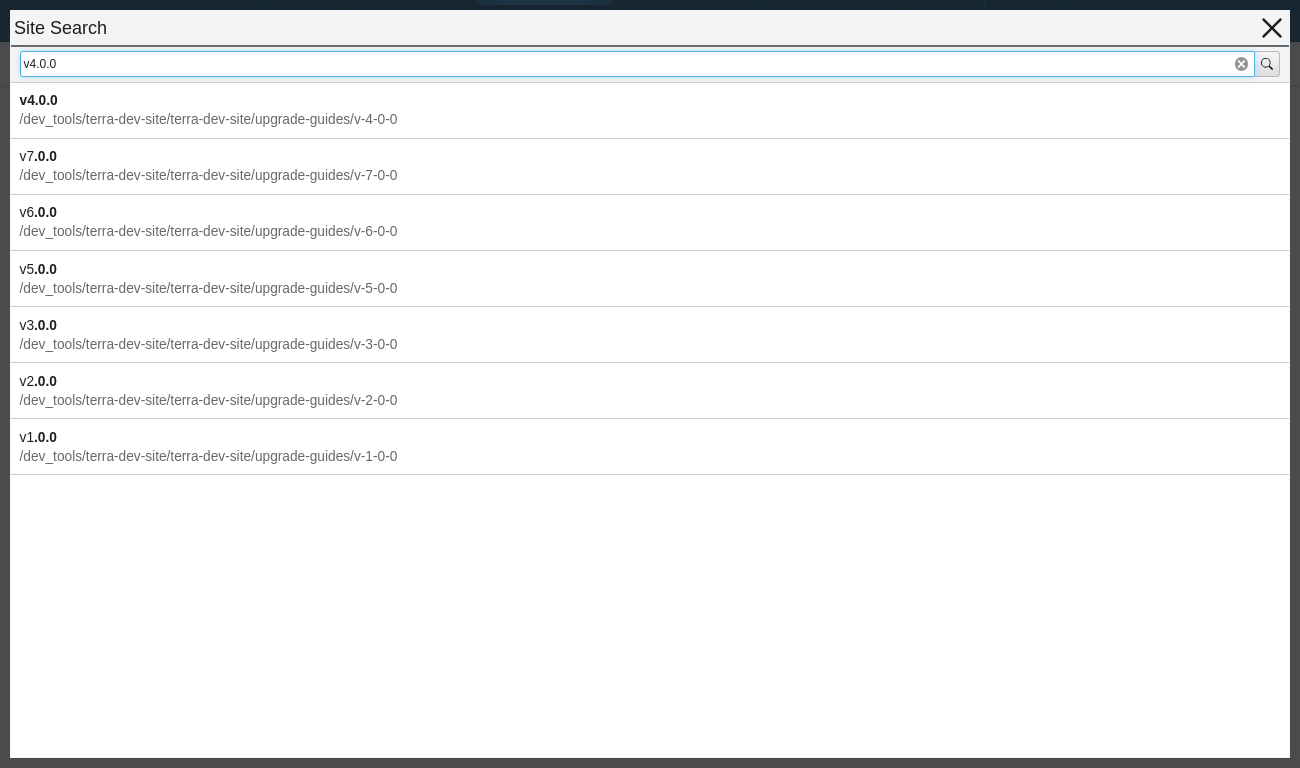 Site Search
v4.0.0
v4.0.0
/dev_tools/terra-dev-site/terra-dev-site/upgrade-guides/v-4-0-0
v7.0.0
/dev_tools/terra-dev-site/terra-dev-site/upgrade-guides/v-7-0-0
v6.0.0
/dev_tools/terra-dev-site/terra-dev-site/upgrade-guides/v-6-0-0
v5.0.0
/dev_tools/terra-dev-site/terra-dev-site/upgrade-guides/v-5-0-0
v3.0.0
/dev_tools/terra-dev-site/terra-dev-site/upgrade-guides/v-3-0-0
v2.0.0
/dev_tools/terra-dev-site/terra-dev-site/upgrade-guides/v-2-0-0
v1.0.0
/dev_tools/terra-dev-site/terra-dev-site/upgrade-guides/v-1-0-0